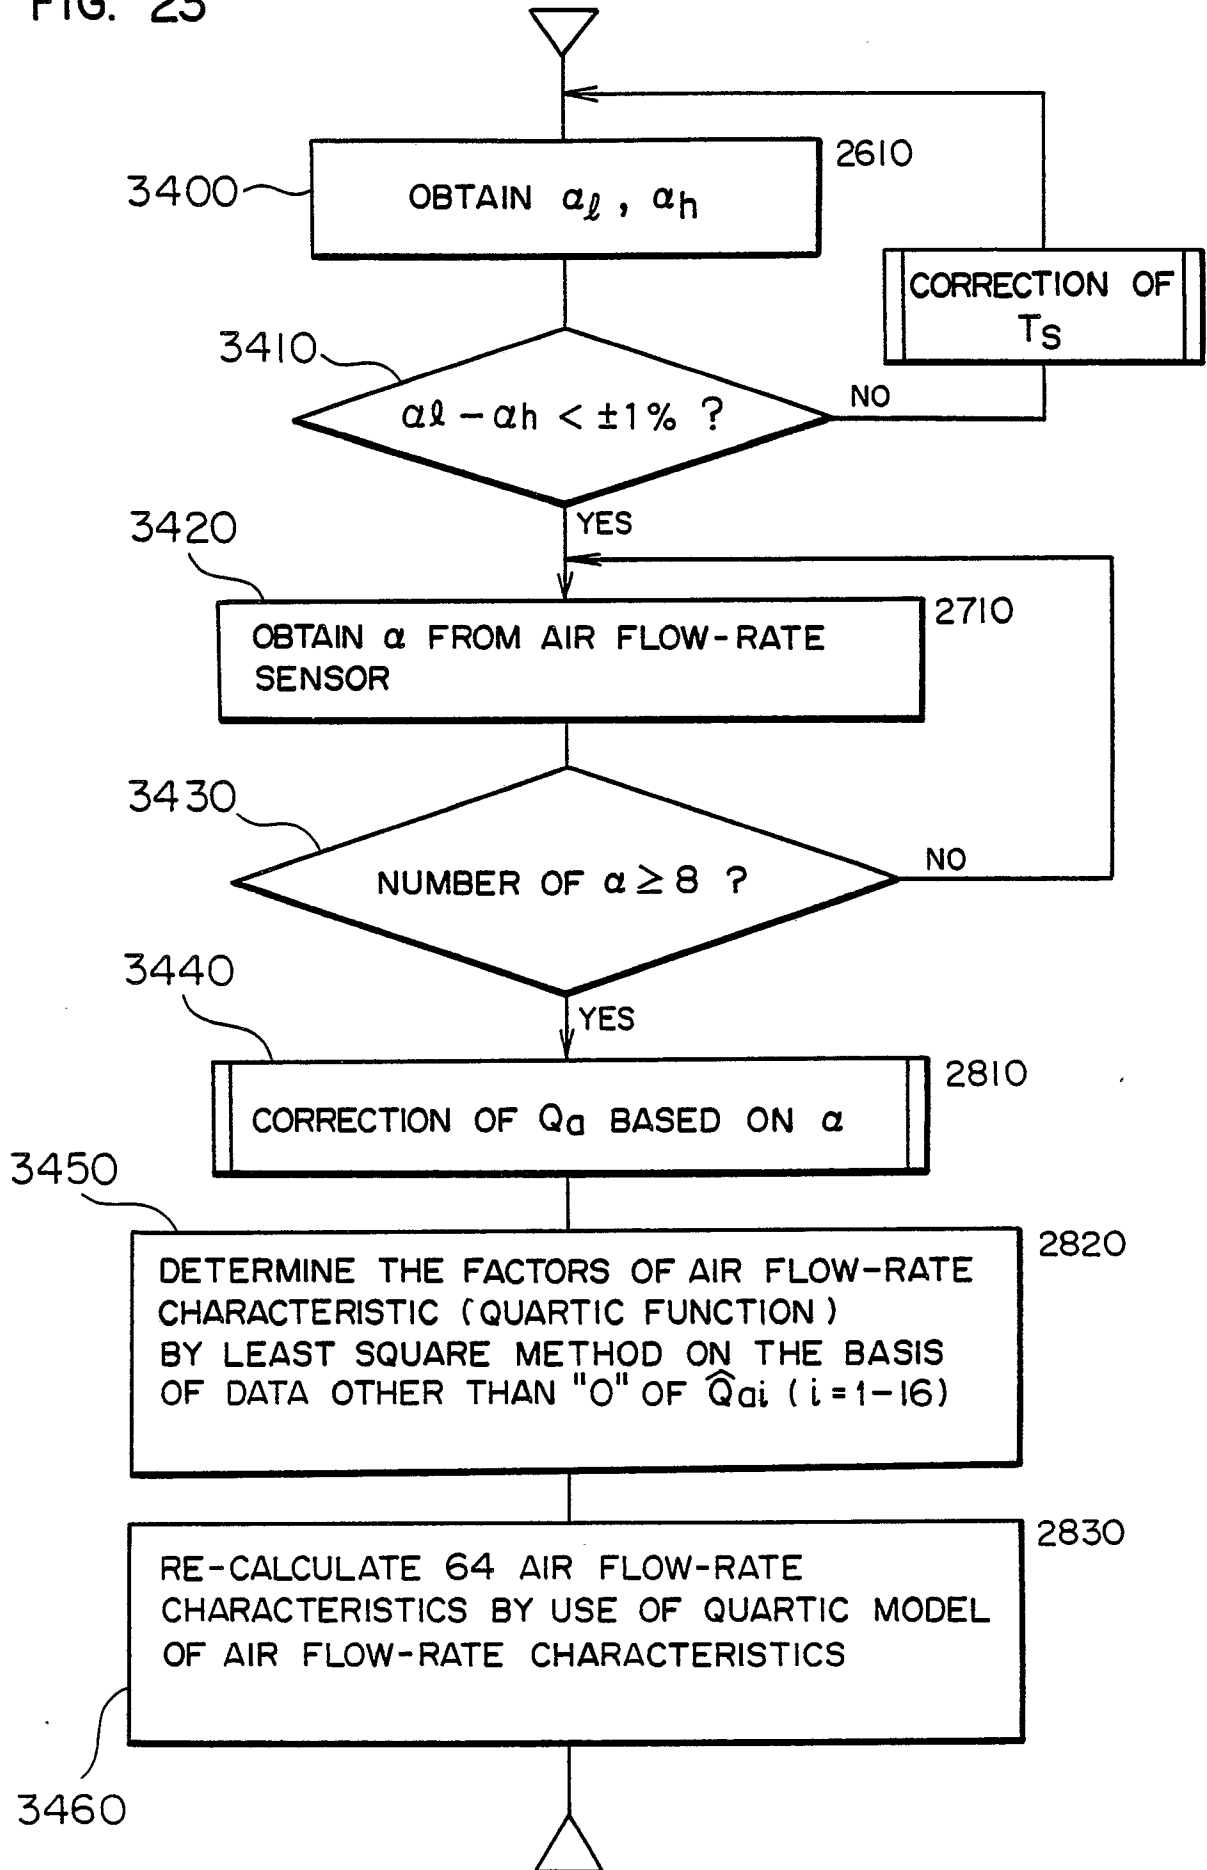 FIG. 23
2610
3400
OBTAIN αℓ, αh
CORRECTION OF
Ts
3410
αℓ - αh < ±1% ?
NO
YES
3420
2710
OBTAIN α FROM AIR FLOW-RATE
SENSOR
3430
NUMBER OF α ≥ 8 ?
NO
YES
3440
2810
CORRECTION OF Qa BASED ON α
3450
2820
DETERMINE THE FACTORS OF AIR FLOW-RATE
CHARACTERISTIC (QUARTIC FUNCTION)
BY LEAST SQUARE METHOD ON THE BASIS
OF DATA OTHER THAN "O" OF Q̂ai (i = 1-16)
2830
RE-CALCULATE 64 AIR FLOW-RATE
CHARACTERISTICS BY USE OF QUARTIC MODEL
OF AIR FLOW-RATE CHARACTERISTICS
3460